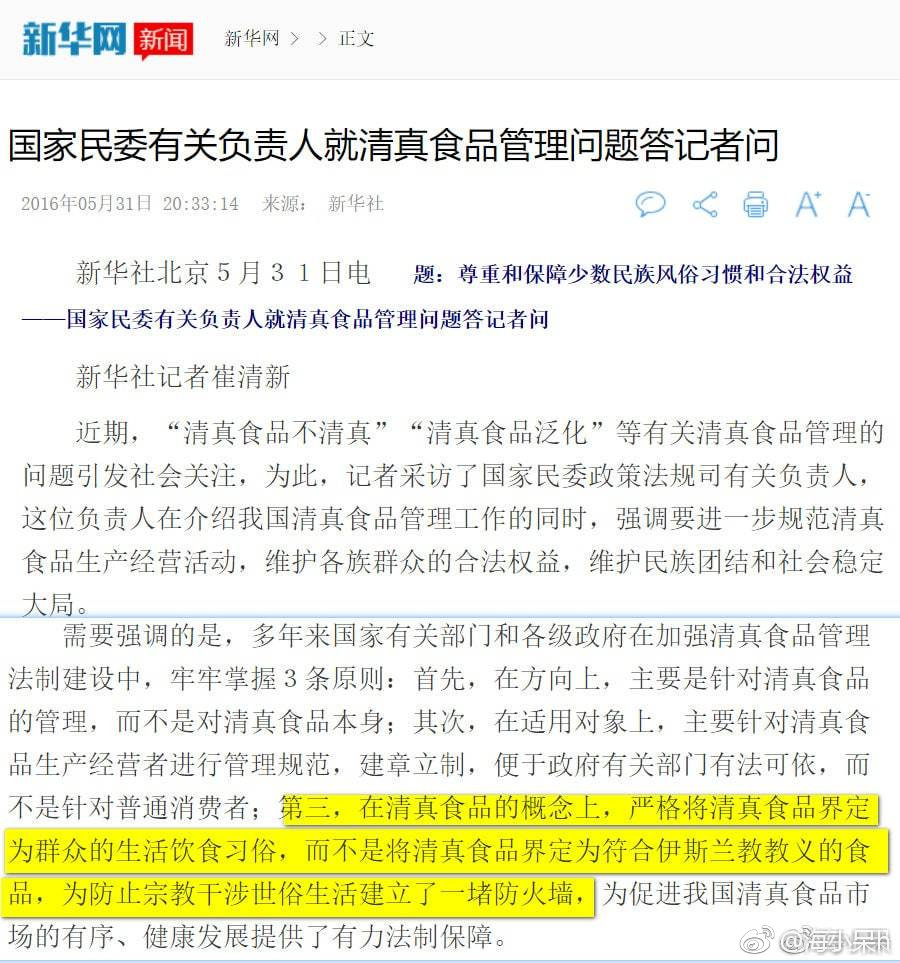 新华网 新闻 新华网 > > 正文
国家民委有关负责人就清真食品管理问题答记者问
2016年05月31日 20:33:14 来源： 新华社
A+ A-
新华社北京５月３１日电 题：尊重和保障少数民族风俗习惯和合法权益
——国家民委有关负责人就清真食品管理问题答记者问
新华社记者崔清新
近期，“清真食品不清真”“清真食品泛化”等有关清真食品管理的
问题引发社会关注，为此，记者采访了国家民委政策法规司有关负责人，
这位负责人在介绍我国清真食品管理工作的同时，强调要进一步规范清真
食品生产经营活动，维护各族群众的合法权益，维护民族团结和社会稳定
大局。
需要强调的是，多年来国家有关部门和各级政府在加强清真食品管理
法制建设中，牢牢掌握３条原则：首先，在方向上，主要是针对清真食品
的管理，而不是对清真食品本身；其次，在适用对象上，主要针对清真食
品生产经营者进行管理规范，建章立制，便于政府有关部门有法可依，而
不是针对普通消费者；第三，在清真食品的概念上，严格将清真食品界定
为群众的生活饮食习俗，而不是将清真食品界定为符合伊斯兰教教义的食
品，为防止宗教干涉世俗生活建立了一堵防火墙，为促进我国清真食品市
场的有序、健康发展提供了有力法制保障。